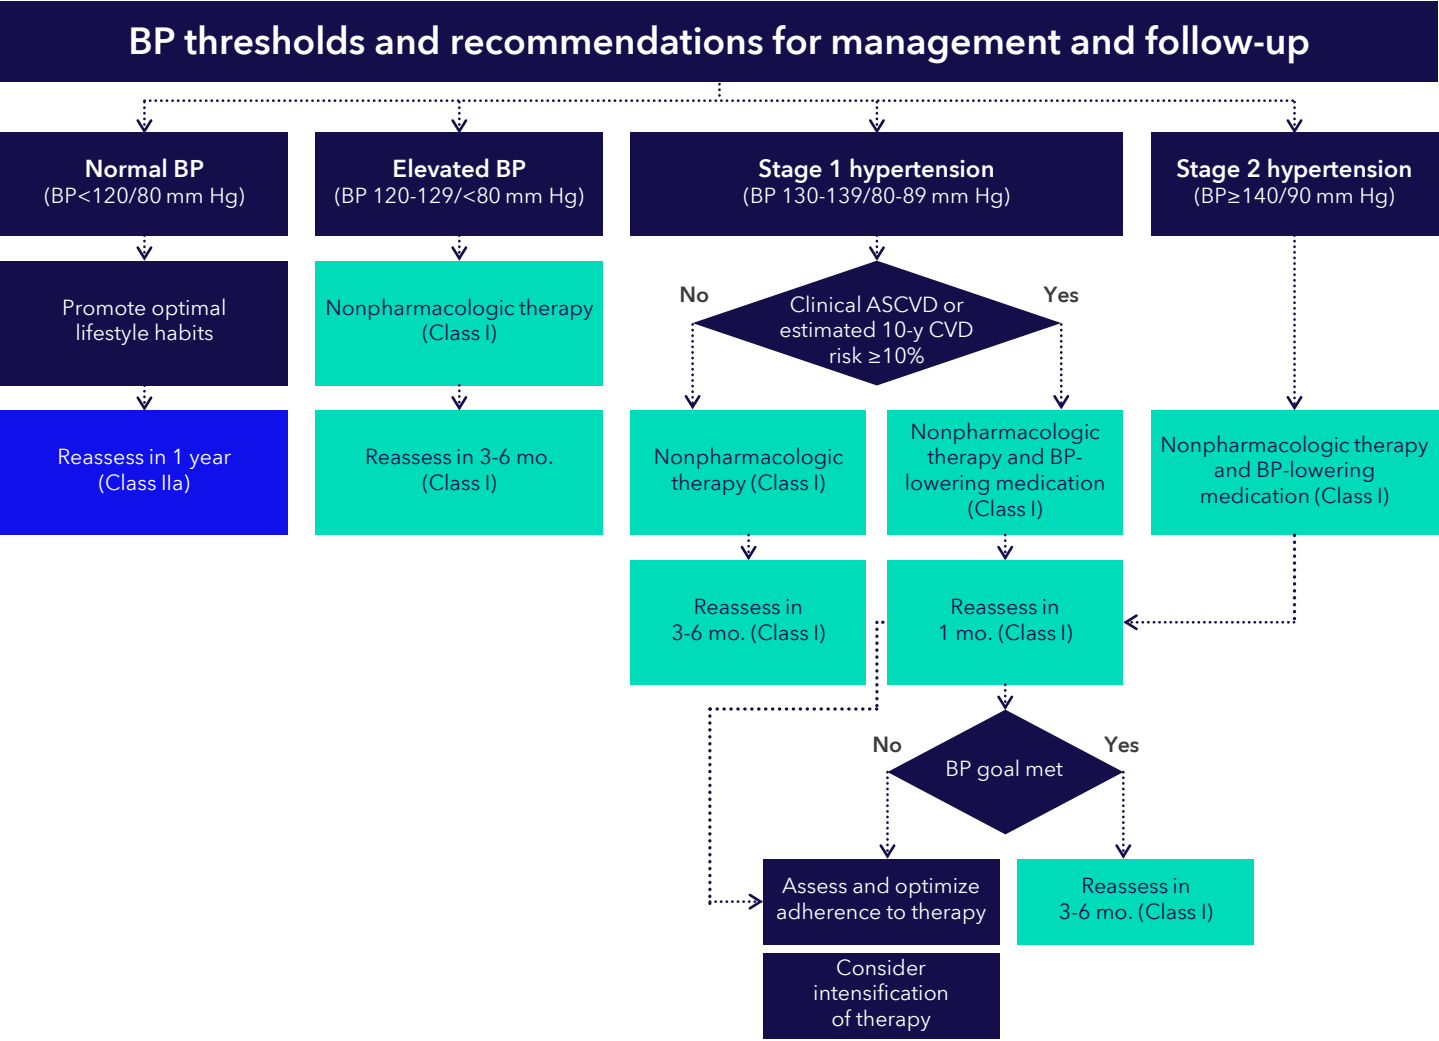 BP thresholds and recommendations for management and follow-up
Normal BP
(BP<120/80 mm Hg)
Elevated BP
(BP 120-129/<80 mm Hg)
Stage 1 hypertension
(BP 130-139/80-89 mm Hg)
Stage 2 hypertension
(BP≥140/90 mm Hg)
Promote optimal
lifestyle habits
Nonpharmacologic therapy
(Class I)
No
Clinical ASCVD or
estimated 10-y CVD
risk ≥10%
Yes
Reassess in 1 year
(Class IIa)
Reassess in 3-6 mo.
(Class I)
Nonpharmacologic
therapy (Class I)
Nonpharmacologic
therapy and BP-
lowering medication
(Class I)
Nonpharmacologic therapy
and BP-lowering
medication (Class I)
Reassess in
3-6 mo. (Class I)
Reassess in
1 mo. (Class I)
No
BP goal met
Yes
Assess and optimize
adherence to therapy
Reassess in
3-6 mo. (Class I)
Consider
intensification
of therapy